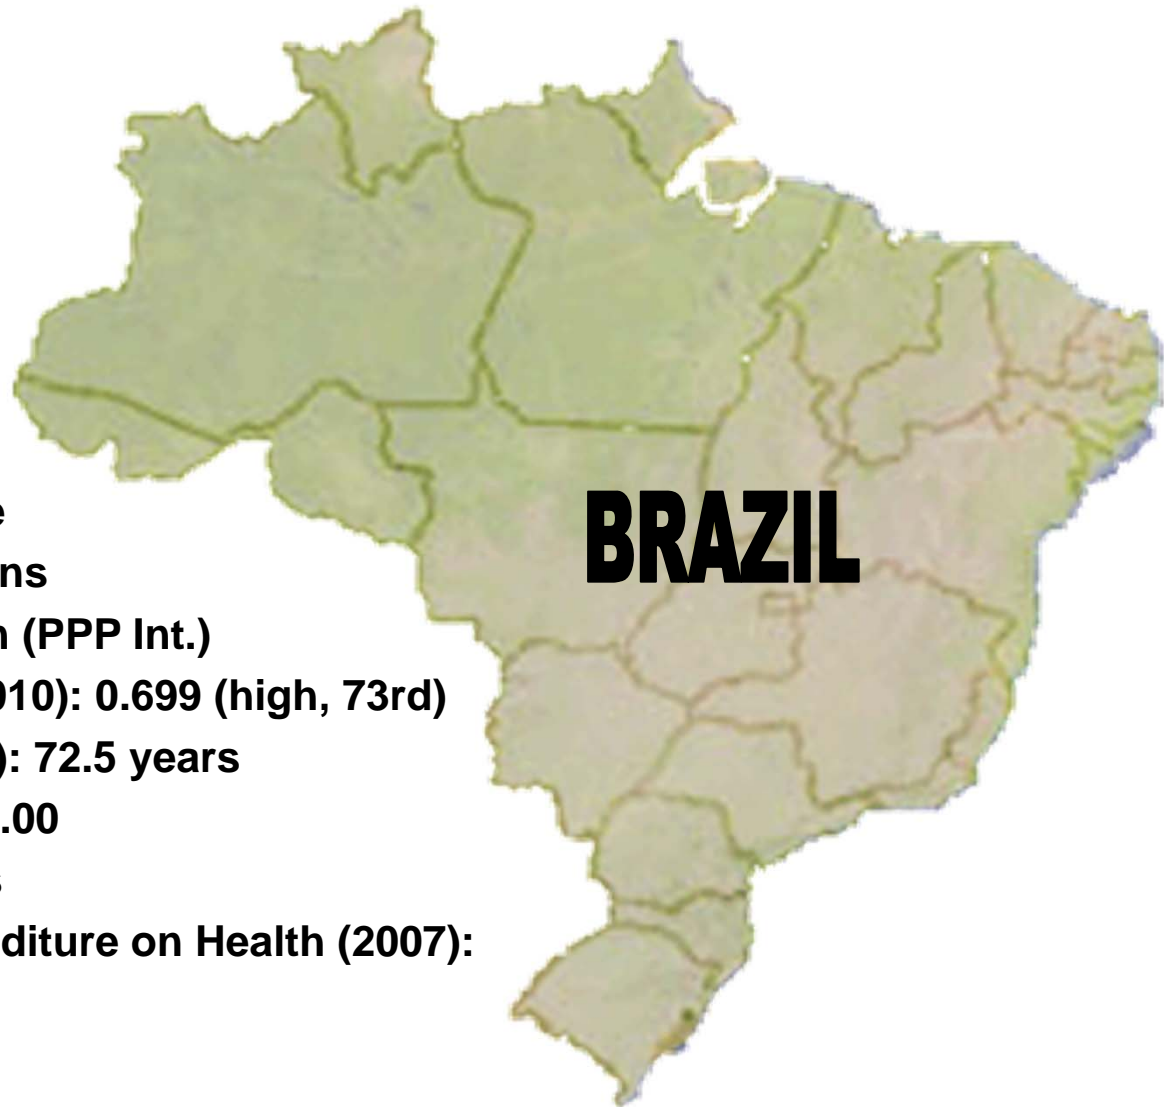 BRAZIL
e
ns
n (PPP Int.)
010): 0.699 (high, 73rd)
): 72.5 years
.00
s
diture on Health (2007):